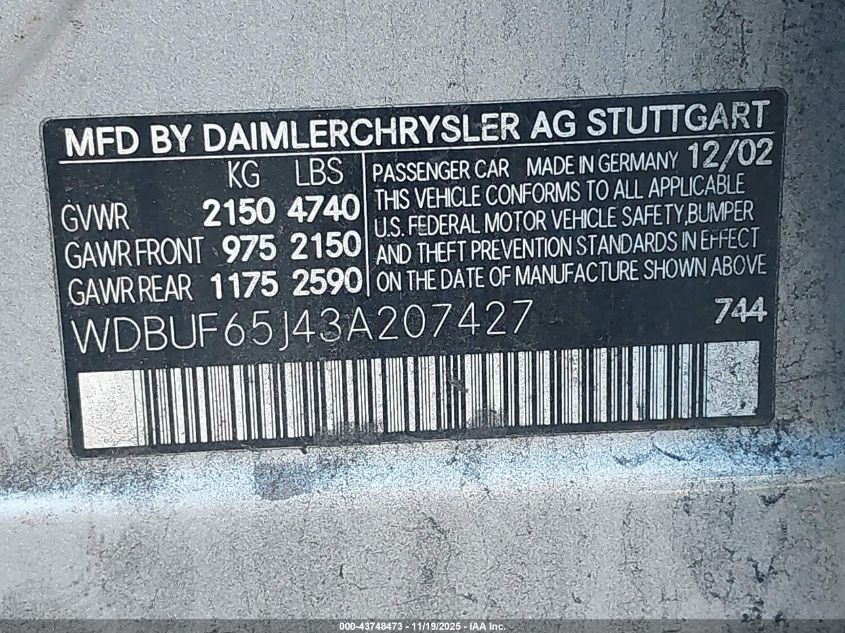 MFD BY DAIMLERCHRYSLER AG STUTTGART
KG LBS
GVWR 2150 4740
GAWR FRONT 975 2150
GAWR REAR 1175 2590
PASSENGER CAR MADE IN GERMANY 12/02
THIS VEHICLE CONFORMS TO ALL APPLICABLE
U.S. FEDERAL MOTOR VEHICLE SAFETY, BUMPER
AND THEFT PREVENTION STANDARDS IN EFFECT
ON THE DATE OF MANUFACTURE SHOWN ABOVE
WDBUF65J43A207427 744
000-43748473 - 11/19/2025 - IAA Inc.